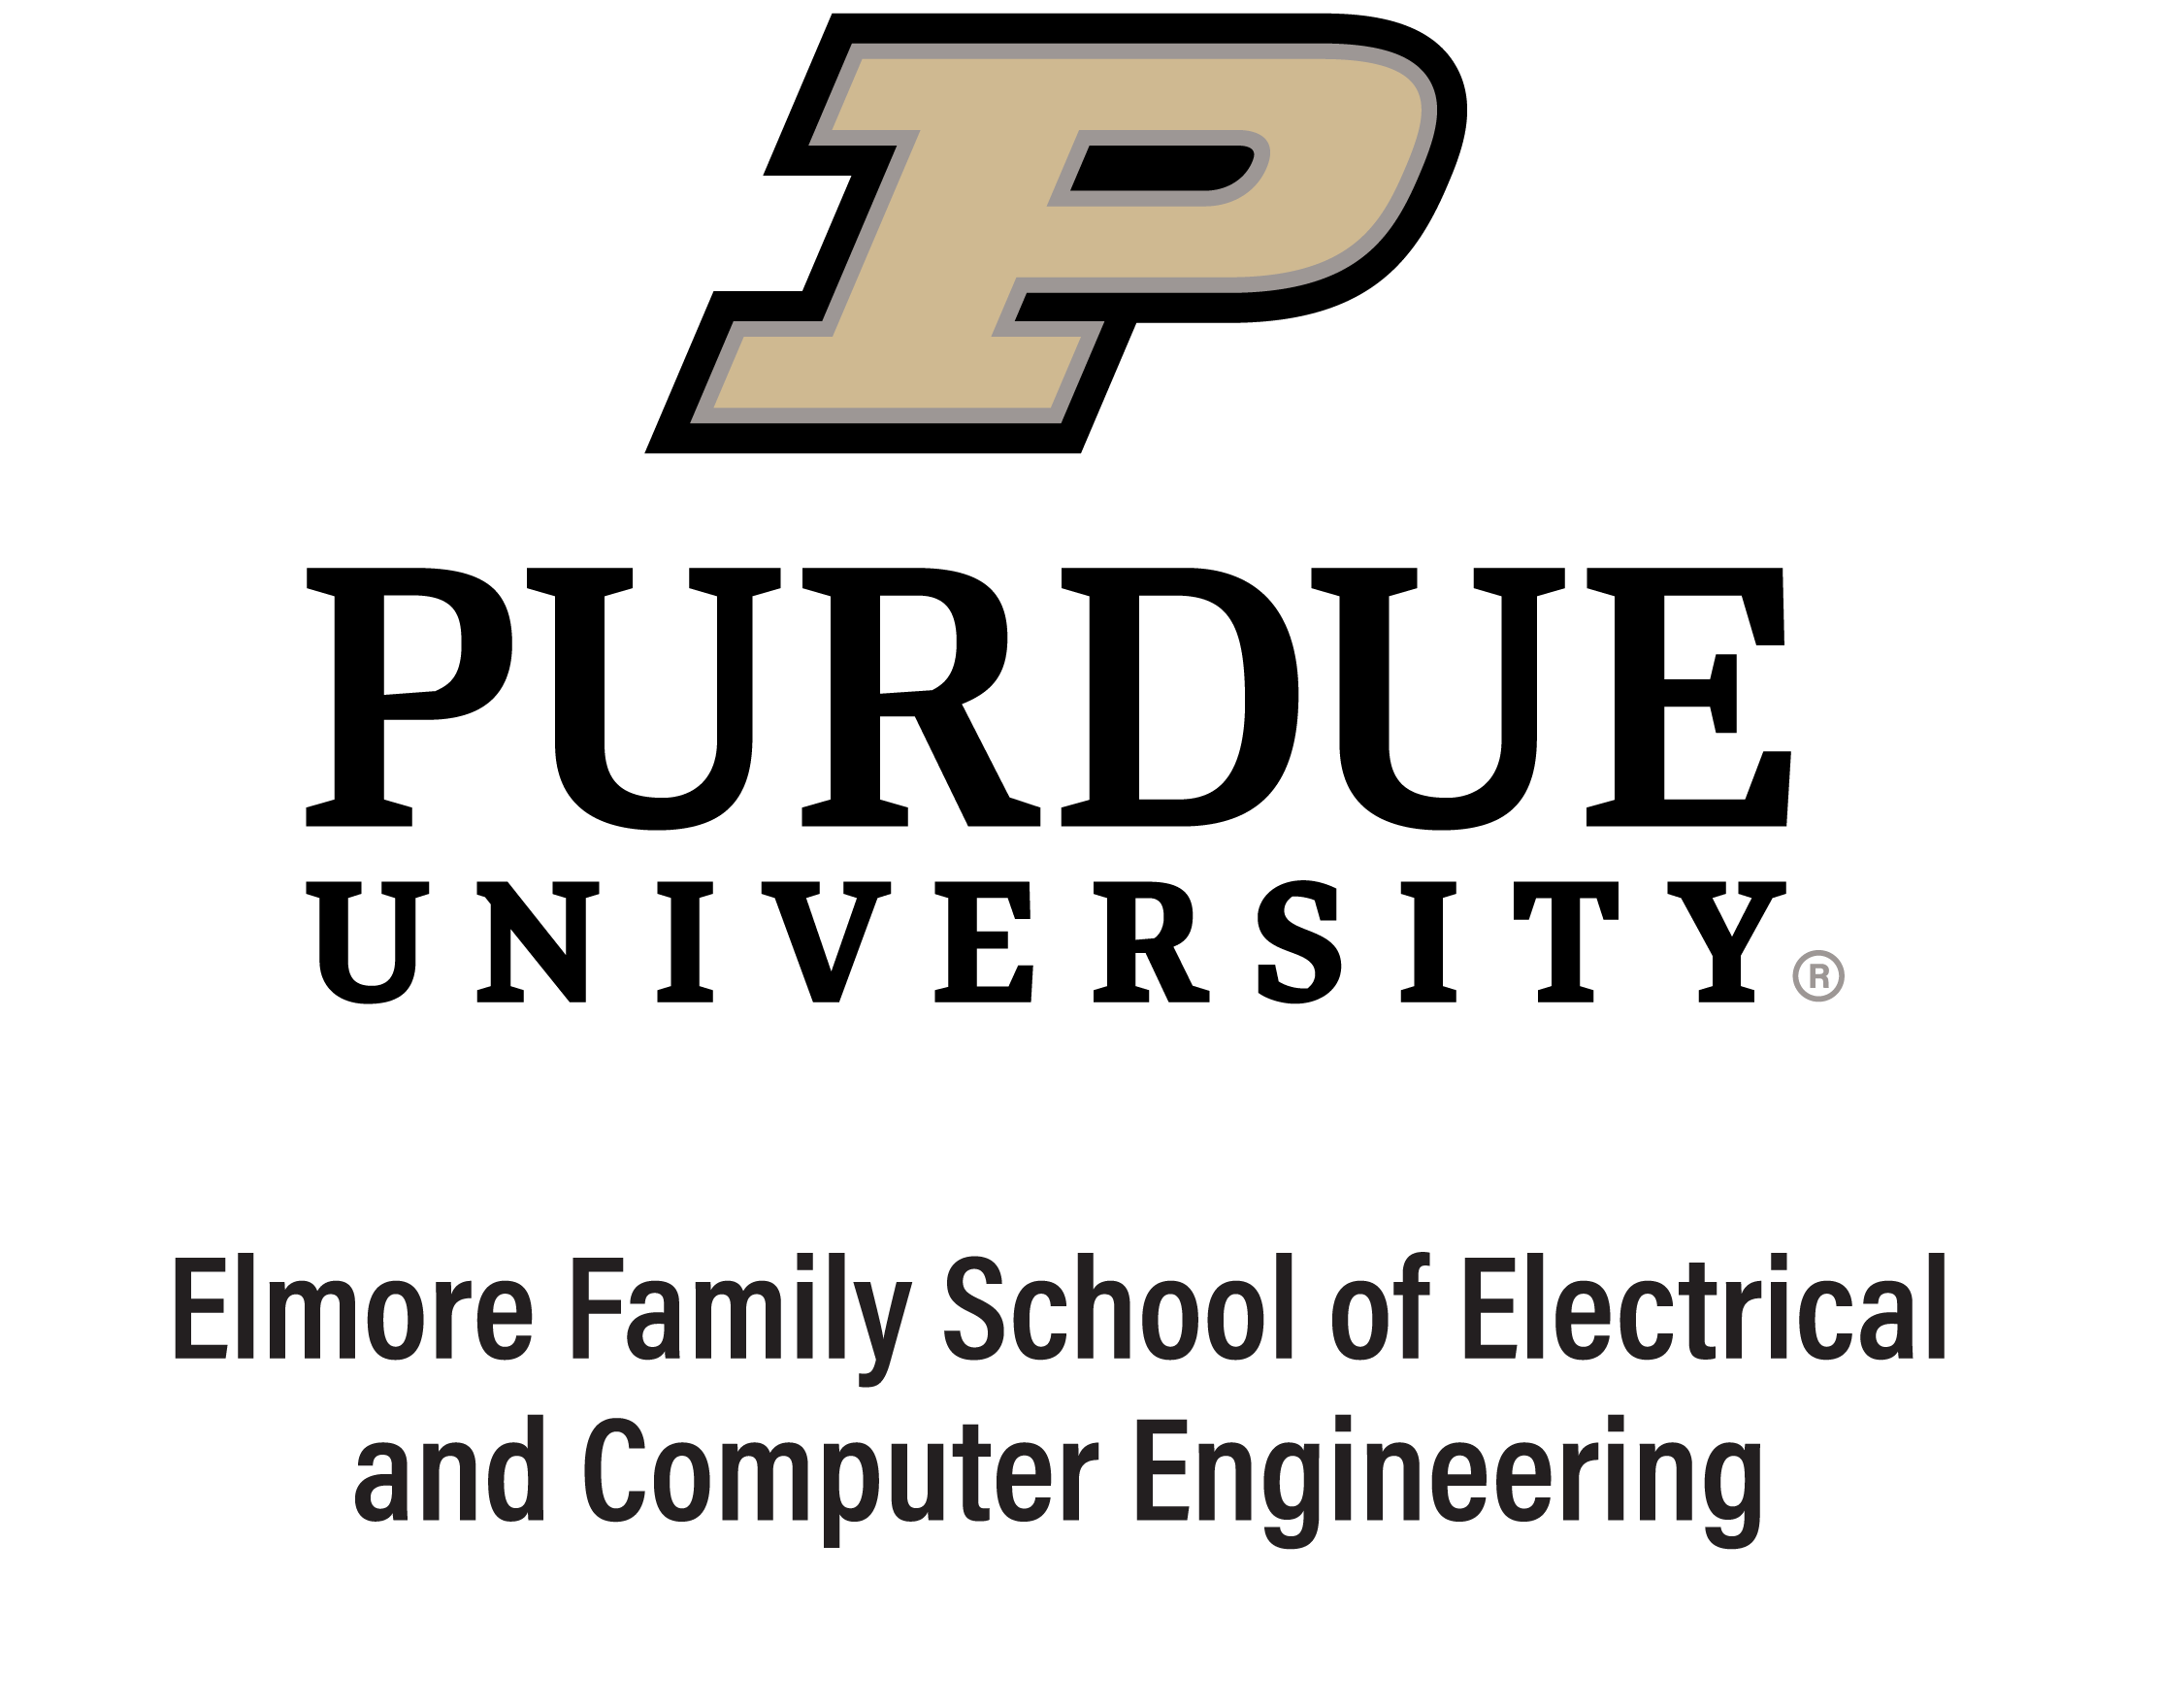 P
PURDUE
UNIVERSITY®
Elmore Family School of Electrical
and Computer Engineering